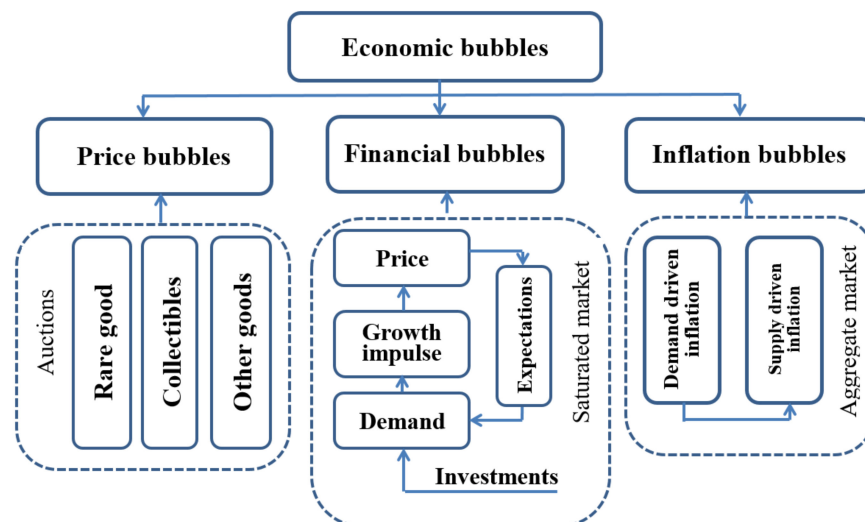 Economic bubbles
Price bubbles
Financial bubbles
Inflation bubbles
Auctions
Rare good
Collectibles
Other goods
Price
Growth
impulse
Demand
Expectations
Investments
Saturated market
Demand driven
inflation
Supply driven
inflation
Aggregate market